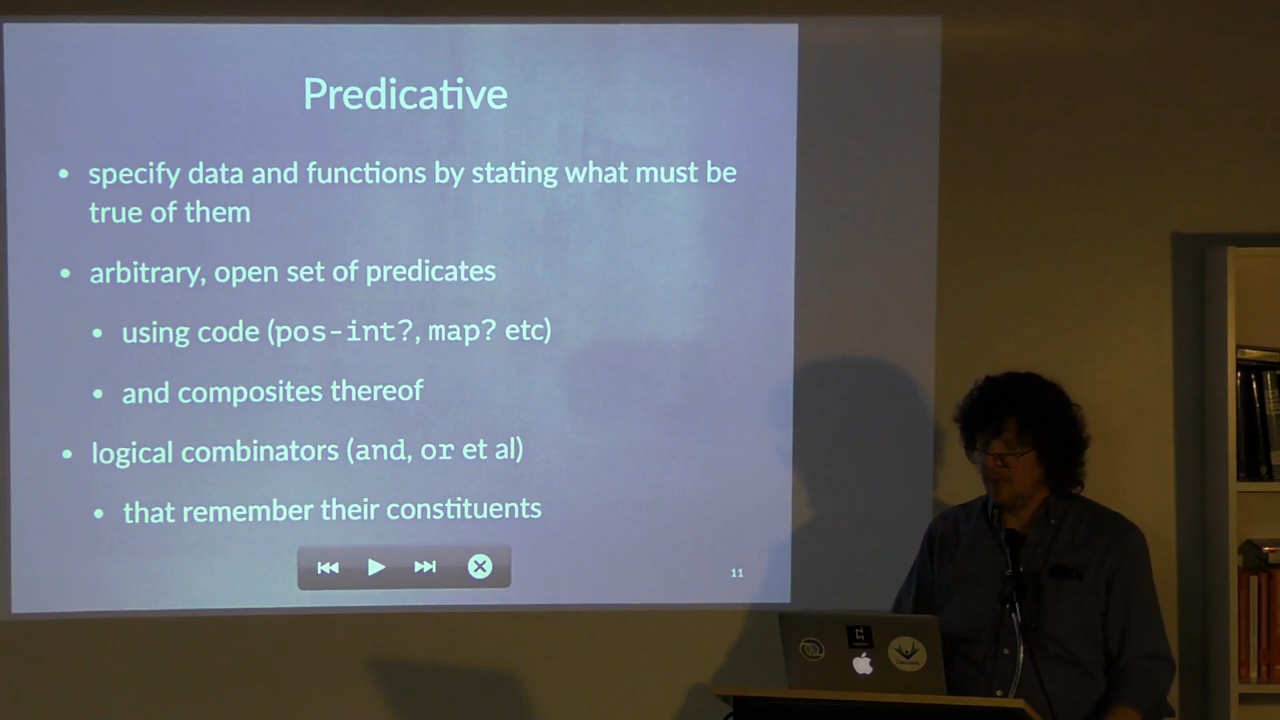 Predicative
• specify data and functions by stating what must be
true of them
• arbitrary, open set of predicates
• using code (pos-int?, map? etc)
• and composites thereof
• logical combinators (and, or et al)
• that remember their constituents
11